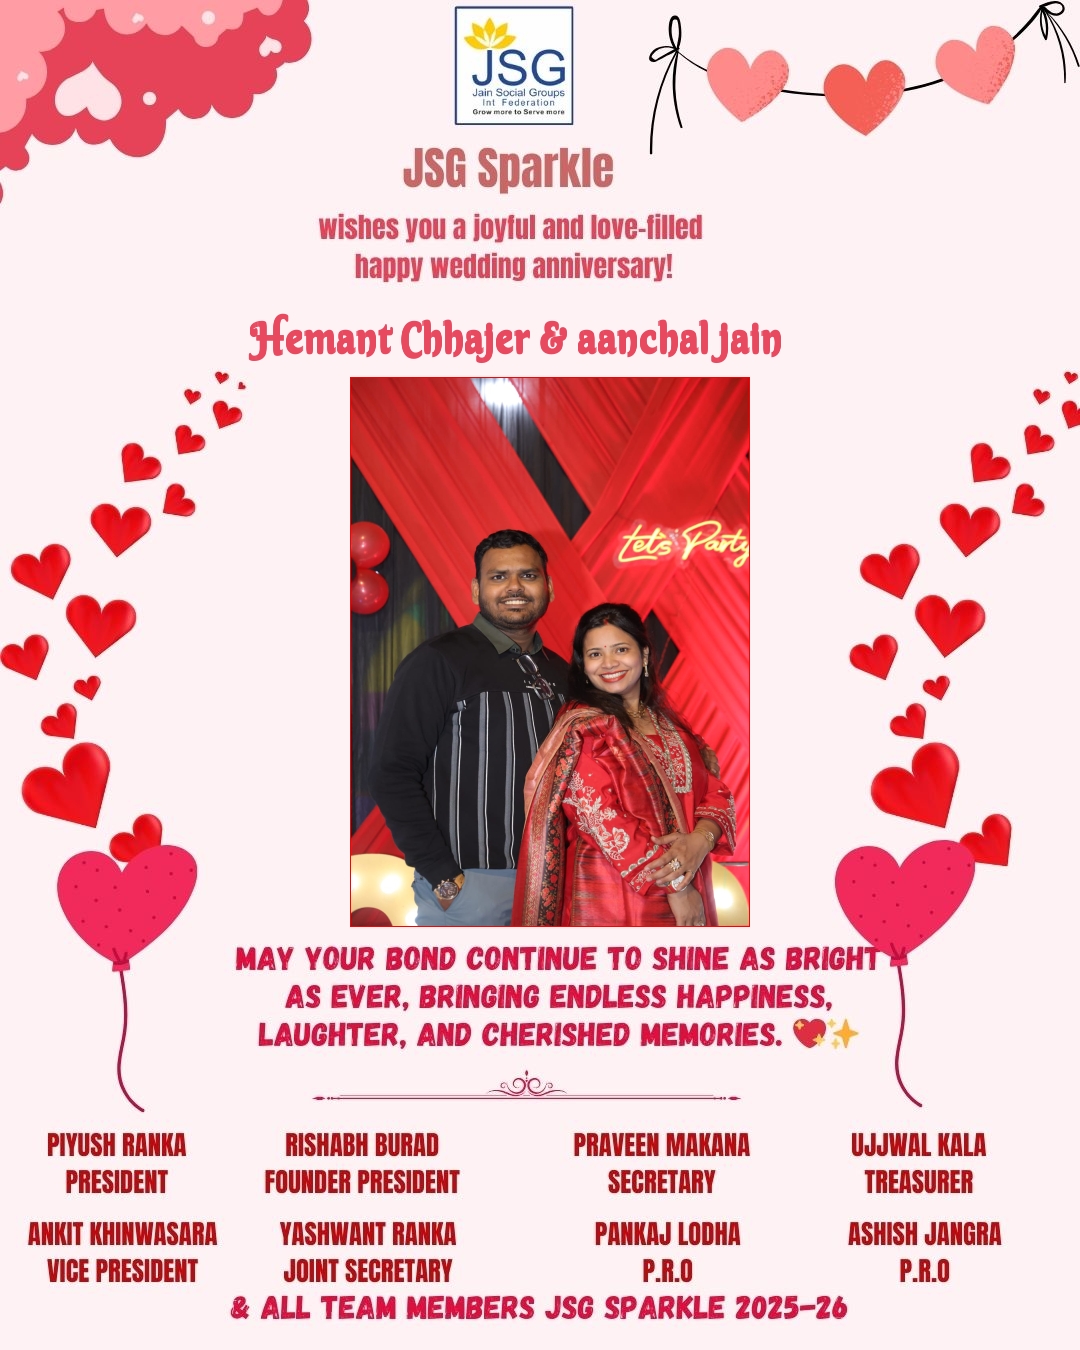 JSG
Jain Social Groups
Int Federation
Grow more to Serve more
JSG Sparkle
wishes you a joyful and love-filled
happy wedding anniversary!
Hemant Chhajer & aanchal jain
Let's Party
MAY YOUR BOND CONTINUE TO SHINE AS BRIGHT
AS EVER, BRINGING ENDLESS HAPPINESS,
LAUGHTER, AND CHERISHED MEMORIES. 💖✨
PIYUSH RANKA
PRESIDENT
RISHABH BURAD
FOUNDER PRESIDENT
PRAVEEN MAKANA
SECRETARY
UJJWAL KALA
TREASURER
ANKIT KHINWASARA
VICE PRESIDENT
YASHWANT RANKA
JOINT SECRETARY
PANKAJ LODHA
P.R.O
ASHISH JANGRA
P.R.O
& ALL TEAM MEMBERS JSG SPARKLE 2025-26